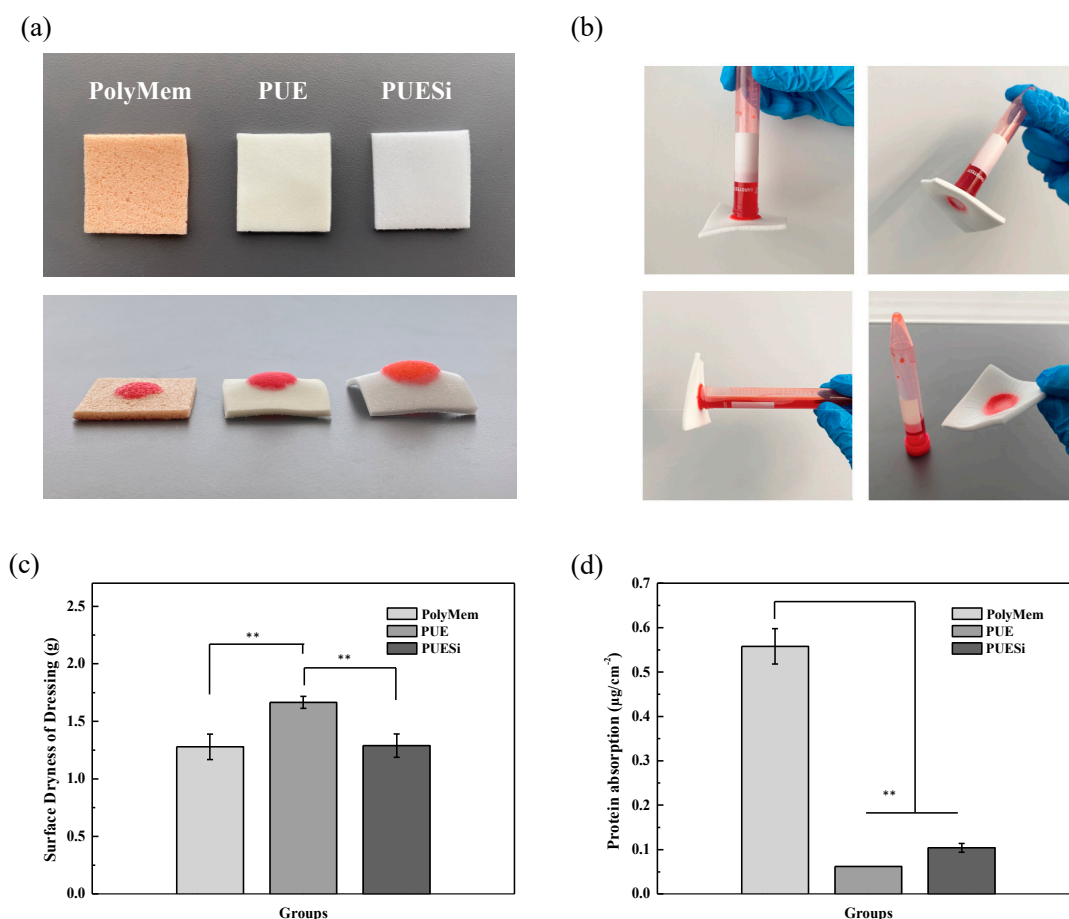 (a)
PolyMem PUE PUESi
(b)
(c)
Surface Dryness of Dressing (g)
2.5
2.0
1.5
1.0
0.5
0.0
**
**
PolyMem
PUE
PUESi
Groups
(d)
Protein absorption (μg/cm⁻²)
0.7
0.6
0.5
0.4
0.3
0.2
0.1
0.0
**
PolyMem
PUE
PUESi
Groups